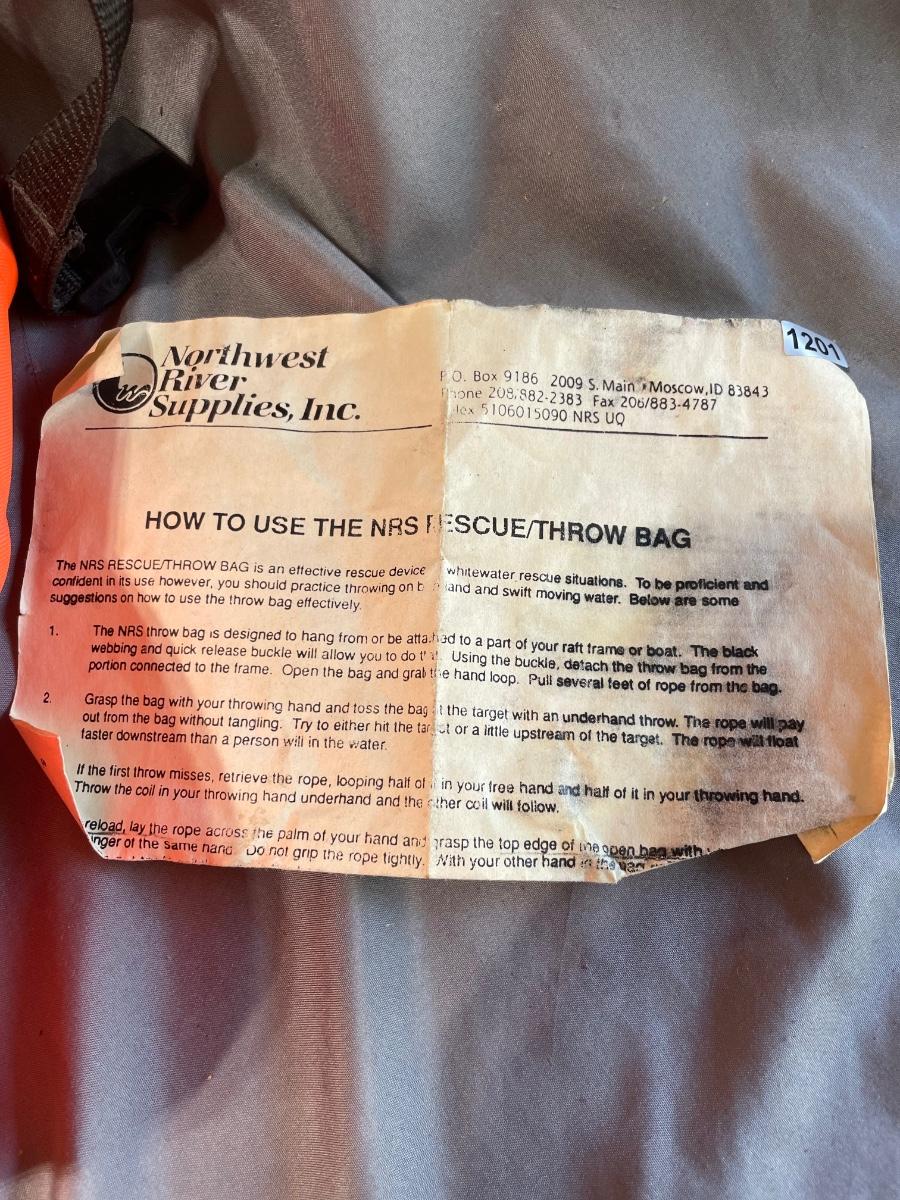 1201
Northwest
River
Supplies, Inc.
P.O. Box 9186 2009 S. Main • Moscow, ID 83843
Phone 208/882-2383 Fax 208/883-4787
5106015090 NRS UQ
HOW TO USE THE NRS RESCUE/THROW BAG
The NRS RESCUE/THROW BAG is an effective rescue device whitewater rescue situations. To be proficient and
confident in its use however, you should practice throwing on land and swift moving water. Below are some
suggestions on how to use the throw bag effectively.
1. The NRS throw bag is designed to hang from or be attached to a part of your raft frame or boat. The black
webbing and quick release buckle will allow you to do this. Using the buckle, detach the throw bag from the
portion connected to the frame. Open the bag and grab the hand loop. Pull several feet of rope from the bag.
2. Grasp the bag with your throwing hand and toss the bag at the target with an underhand throw. The rope will pay
out from the bag without tangling. Try to either hit the target or a little upstream of the target. The rope will float
faster downstream than a person will in the water.
If the first throw misses, retrieve the rope, looping half of it in your free hand and half of it in your throwing hand.
Throw the coil in your throwing hand underhand and the other coil will follow.
reload, lay the rope across the palm of your hand and grasp the top edge of the open bag with
of the same hand. Do not grip the rope tightly. With your other hand